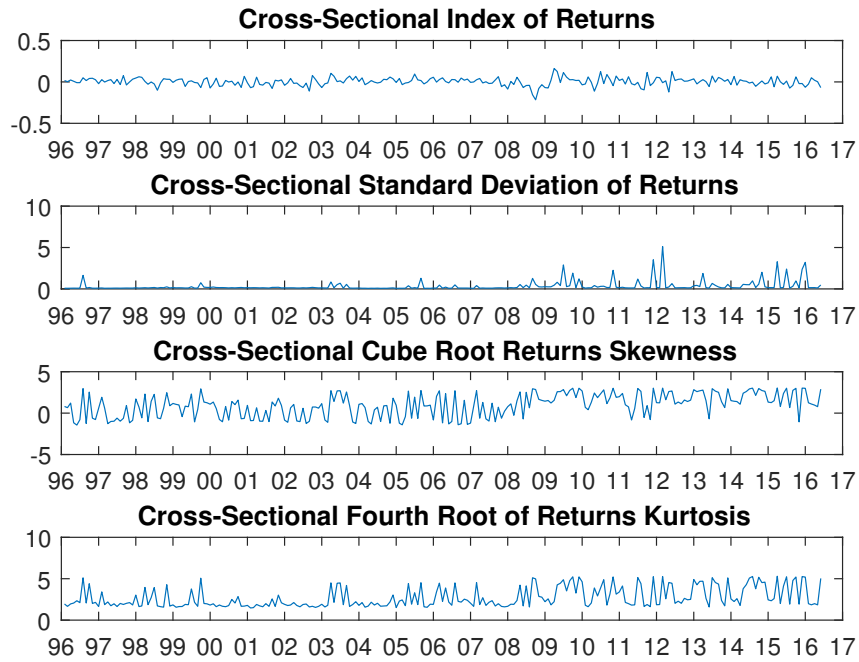 Cross-Sectional Index of Returns
0.5
0
-0.5
96 97 98 99 00 01 02 03 04 05 06 07 08 09 10 11 12 13 14 15 16 17
Cross-Sectional Standard Deviation of Returns
10
5
0
96 97 98 99 00 01 02 03 04 05 06 07 08 09 10 11 12 13 14 15 16 17
Cross-Sectional Cube Root Returns Skewness
5
0
-5
96 97 98 99 00 01 02 03 04 05 06 07 08 09 10 11 12 13 14 15 16 17
Cross-Sectional Fourth Root of Returns Kurtosis
10
5
0
96 97 98 99 00 01 02 03 04 05 06 07 08 09 10 11 12 13 14 15 16 17